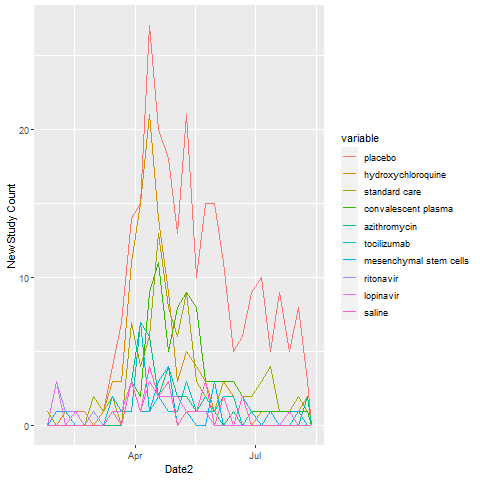 NewStudy Count
20
10
0
Apr
Jul
Date2
variable
placebo
hydroxychloroquine
standard care
convalescent plasma
azithromycin
tocilizumab
mesenchymal stem cells
ritonavir
lopinavir
saline